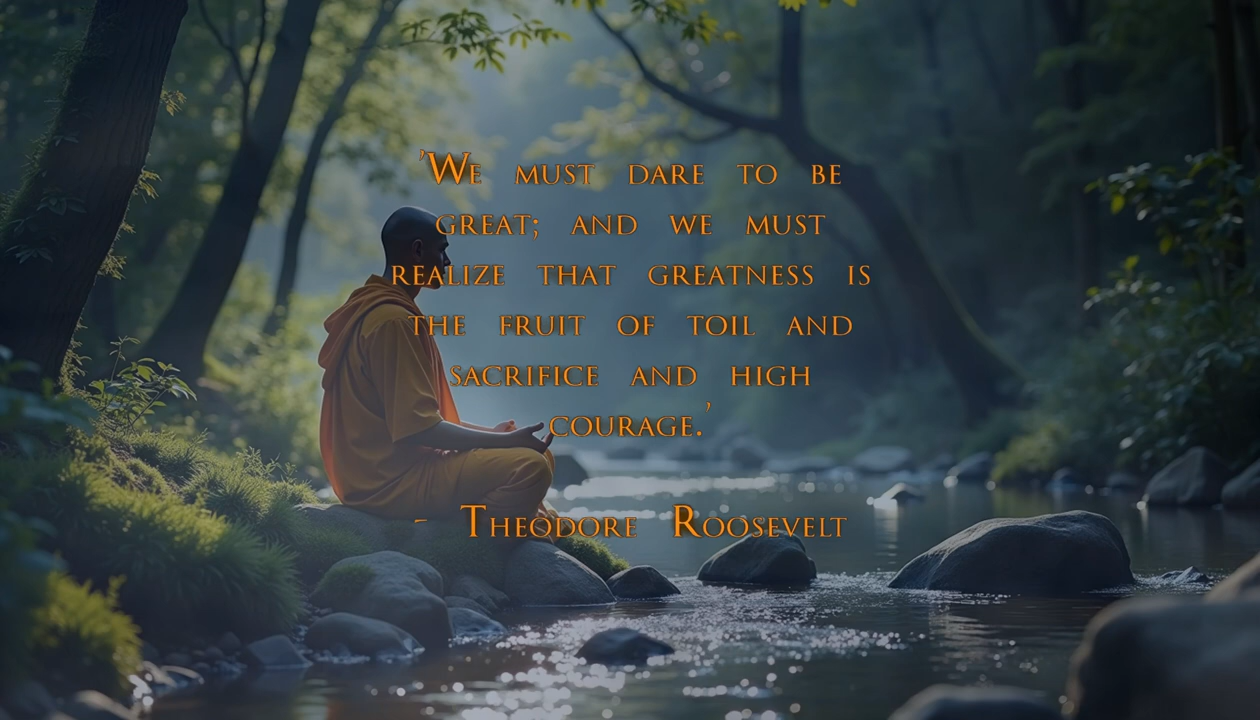 'We must dare to be
great; and we must
realize that greatness is
the fruit of toil and
sacrifice and high
courage.'
- Theodore Roosevelt